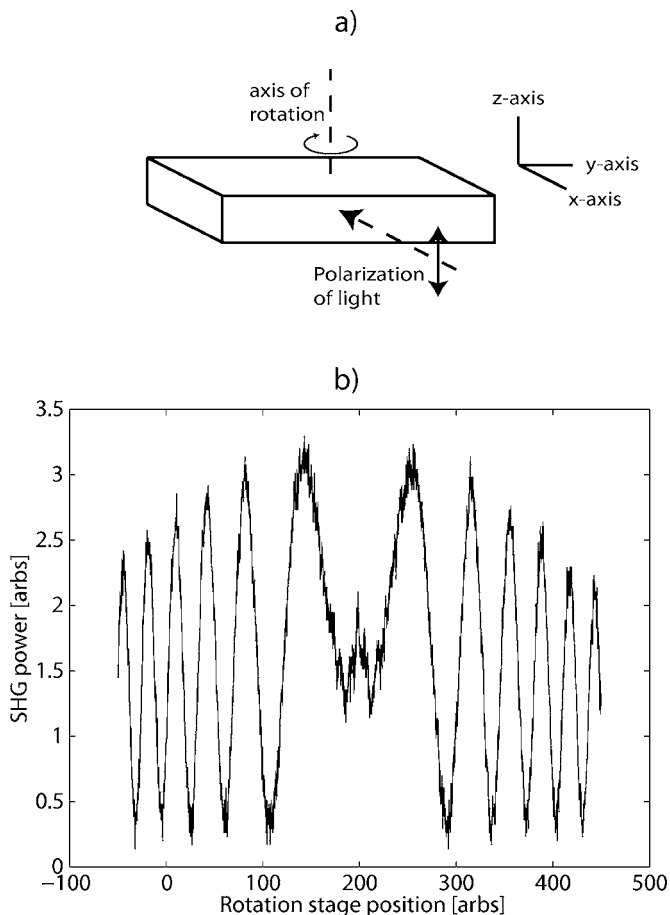 a)
axis of
rotation
z-axis
y-axis
x-axis
Polarization
of light
b)
3.5
3
2.5
2
1.5
1
0.5
0
SHG power [arbs]
−100
0
100
200
300
400
500
Rotation stage position [arbs]